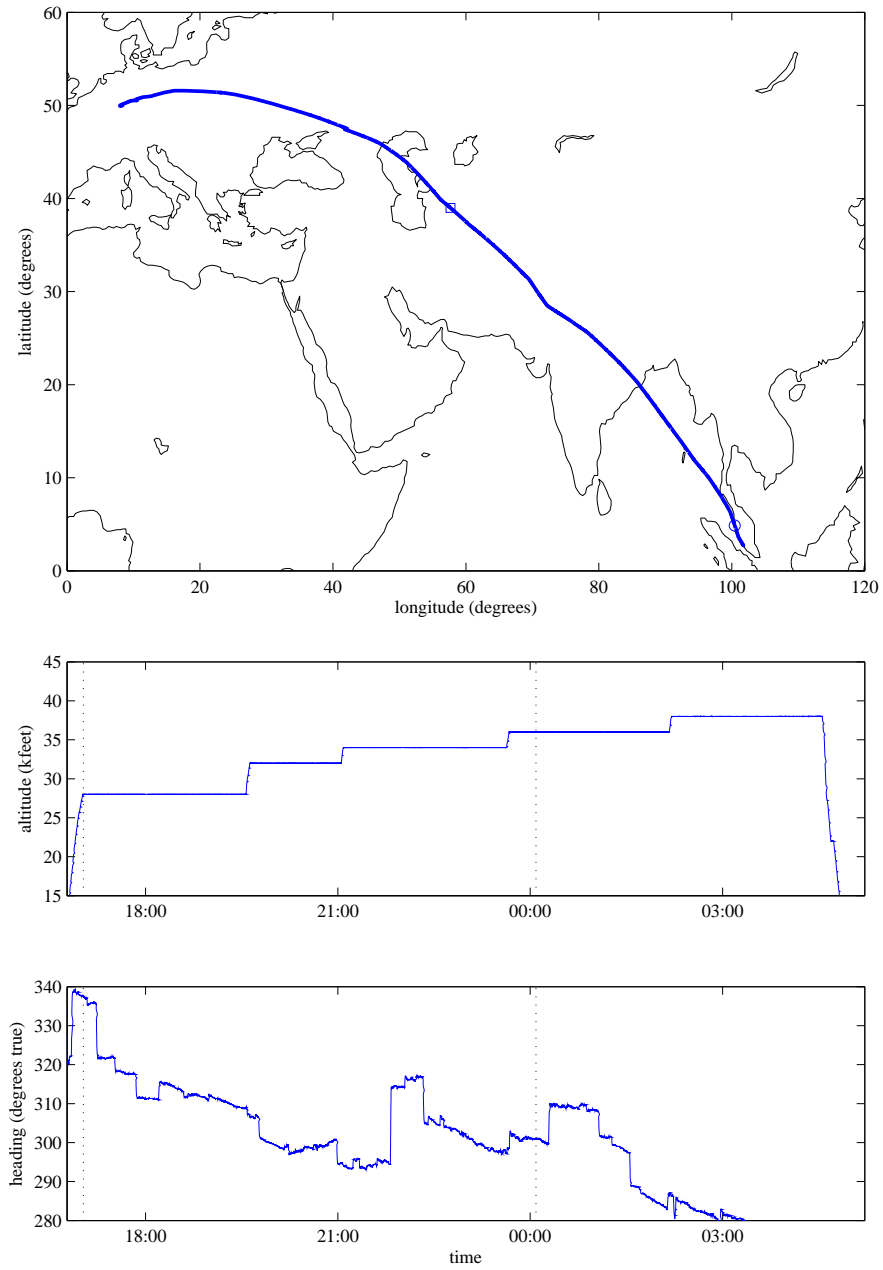 60
50
40
30
20
10
0
latitude (degrees)
0 20 40 60 80 100 120
longitude (degrees)
45
40
35
30
25
20
15
altitude (kfeet)
18:00 21:00 00:00 03:00
340
330
320
310
300
290
280
heading (degrees true)
18:00 21:00 00:00 03:00
time